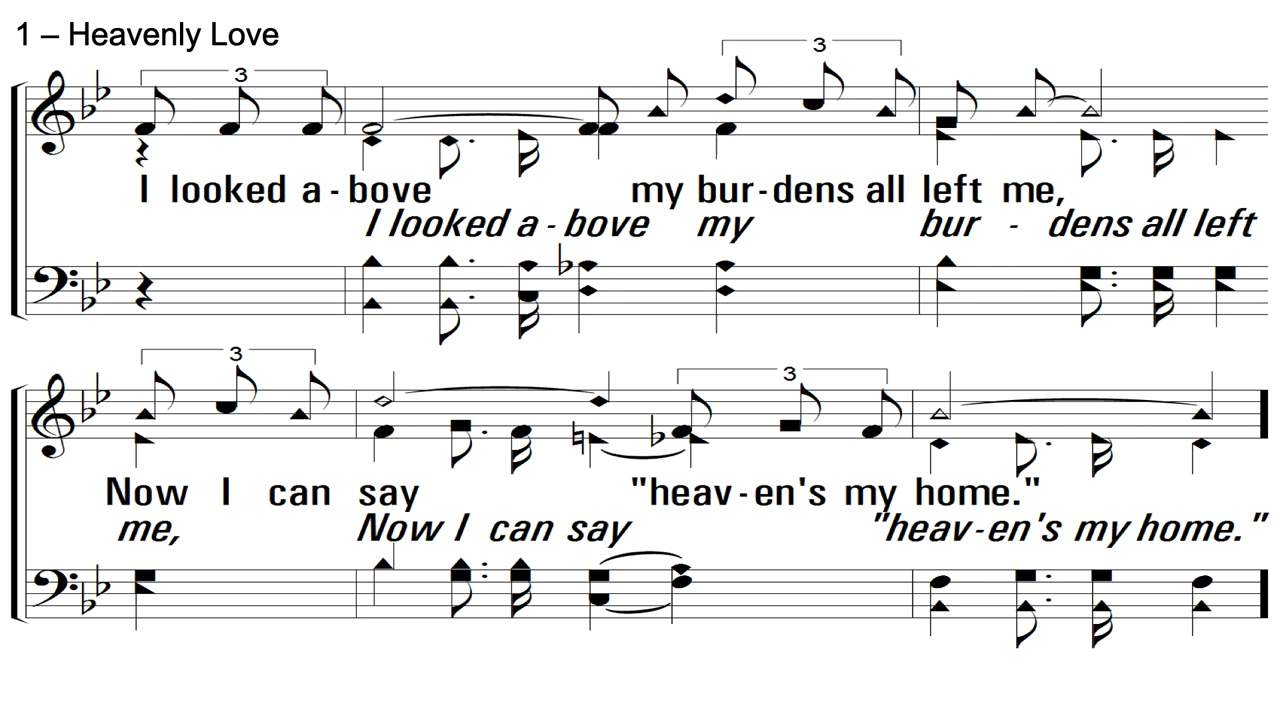 1 – Heavenly Love
3
3
I looked a - bove my bur - dens all left me,
I looked a - bove my bur - dens all left
3
3
Now I can say "heav - en's my home."
me, Now I can say "heav - en's my home."